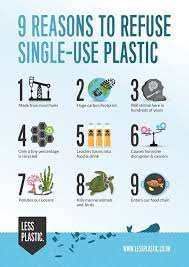 9 REASONS TO REFUSE
SINGLE-USE PLASTIC
1
Made from fossil fuels
2
Huge carbon footprint
3
Will still be here in
hundreds of years
4
Only a tiny percentage
is recycled
5
Leaches toxins into
food & drink
6
Causes hormone
disruption & cancers
7
Pollutes our oceans
8
Kills marine animals
and birds
9
Enters our food chain
LESS
PLASTIC.
WWW.LESSPLASTIC.CO.UK